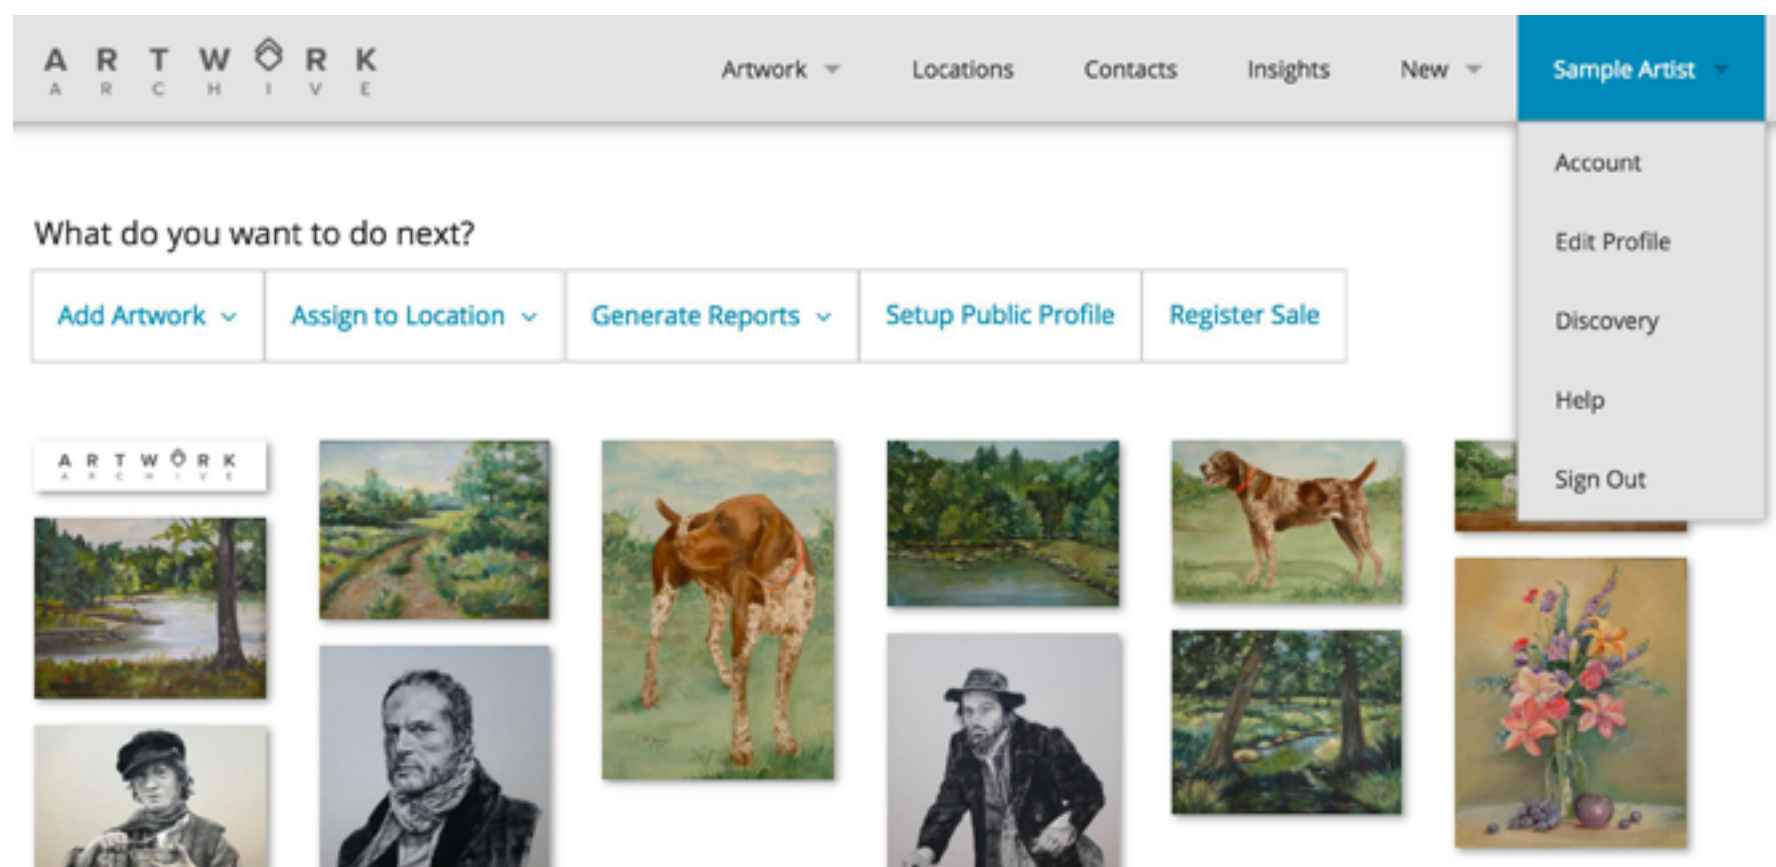 ARTWORK
ARCHIVE
Artwork
Locations
Contacts
Insights
New
Sample Artist
Account
Edit Profile
Discovery
Help
Sign Out
What do you want to do next?
Add Artwork
Assign to Location
Generate Reports
Setup Public Profile
Register Sale
ARTWORK
ARCHIVE